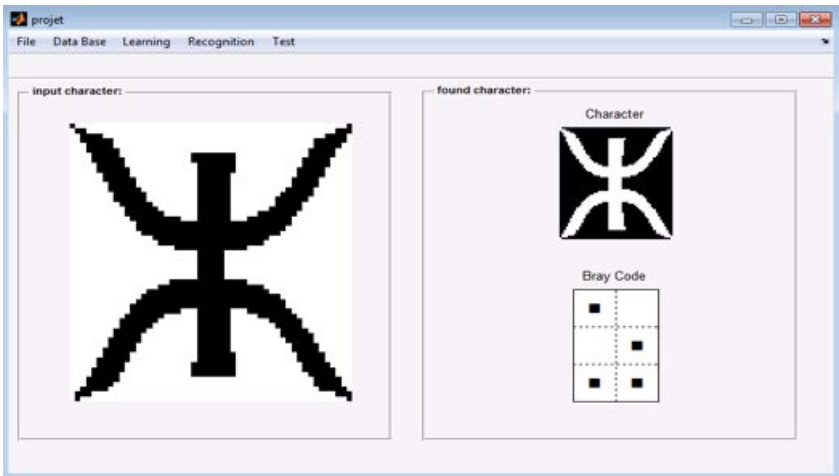 projet
File Data Base Learning Recognition Test
input character:
ⵣ
found character:
Character
ⵣ
Bray Code
⠵